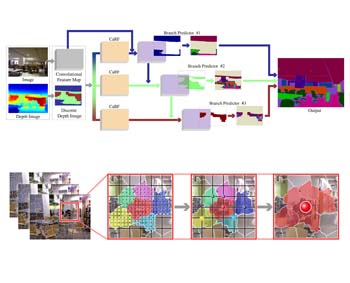 CaRF
Branch Predictor #1
Image
Convolutional
Feature Map
CaRF
Branch Predictor #2
Depth Image
Discrete
Depth Image
CaRF
Branch Predictor #3
Output